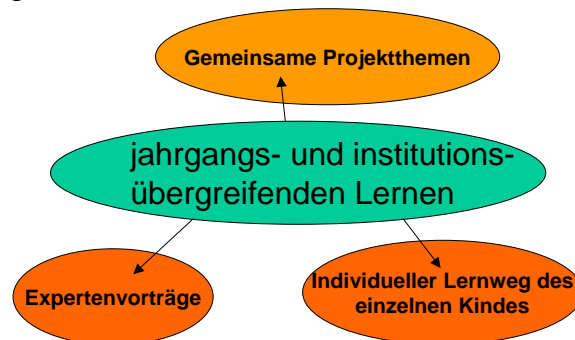 Gemeinsame Projektthemen
jahrgangs- und institutions-
übergreifenden Lernen
Expertenvorträge
Individueller Lernweg des
einzelnen Kindes